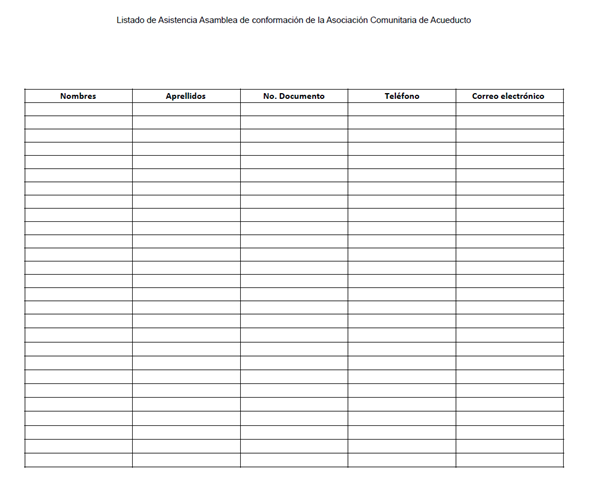 Listado de Asistencia Asamblea de conformación de la Asociación Comunitaria de Acueducto
Nombres Aprellidos No. Documento Teléfono Correo electrónico